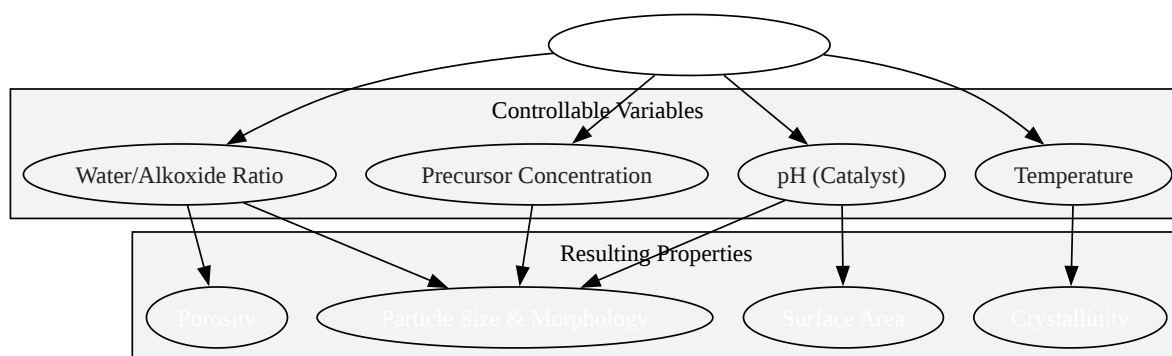 Controllable Variables
Water/Alkoxide Ratio
Precursor Concentration
pH (Catalyst)
Temperature
Resulting Properties
Porosity
Particle Size & Morphology
Surface Area
Crystallinity